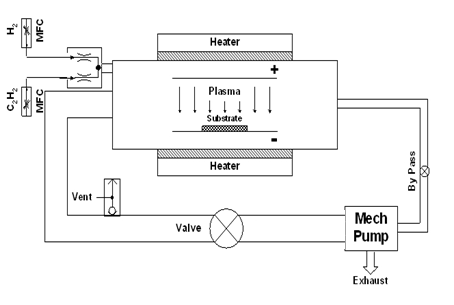 H2
MFC
C2H2
MFC
Heater
+
Plasma
Substrate
-
Heater
Vent
Valve
By Pass
Mech
Pump
Exhaust